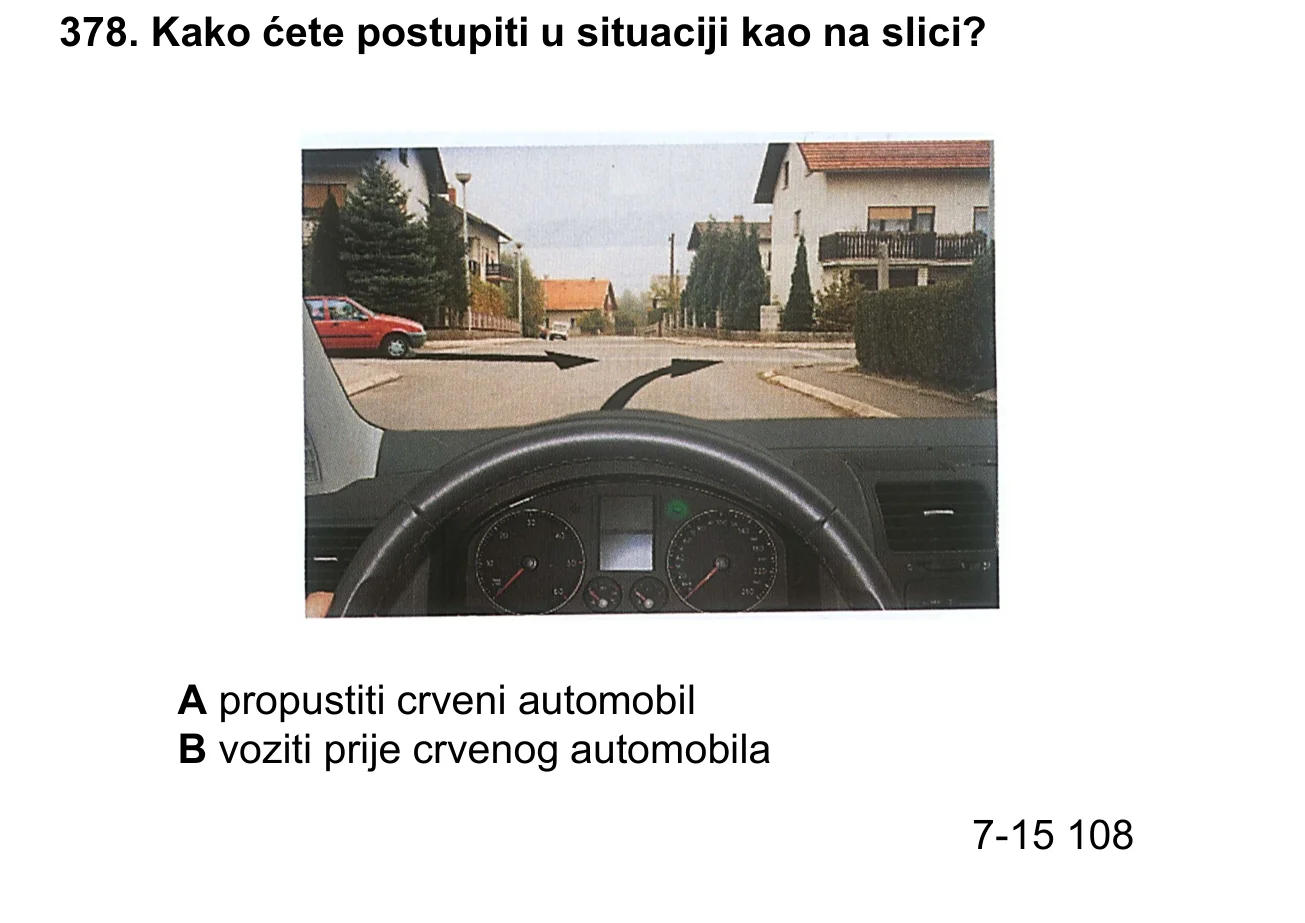 378. Kako ćete postupiti u situaciji kao na slici?
A propustiti crveni automobil
B voziti prije crvenog automobila
7-15 108